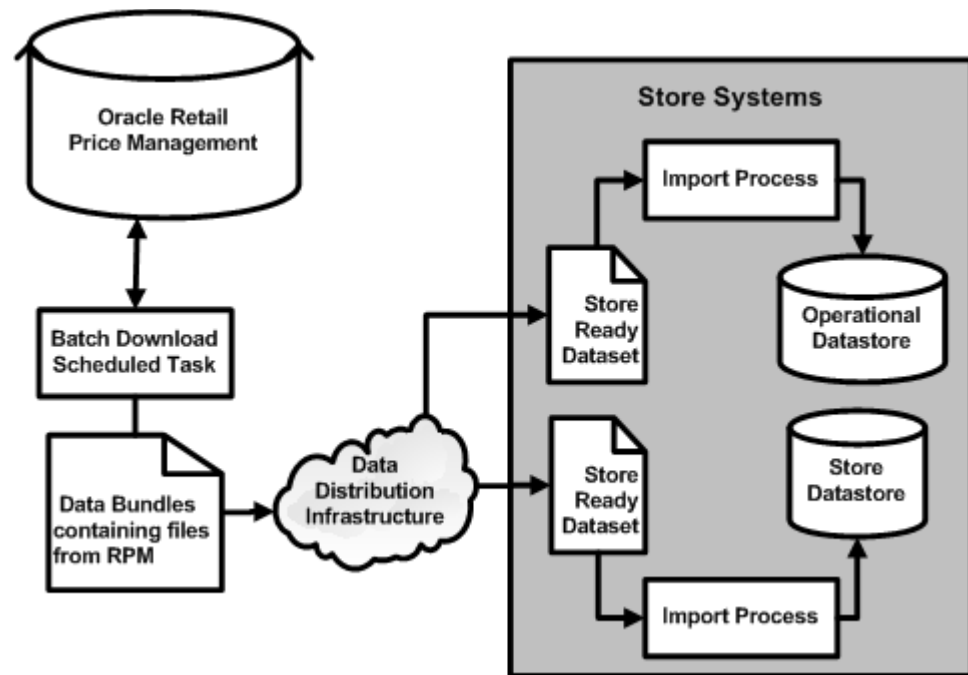 Oracle Retail
Price Management
Batch Download
Scheduled Task
Data Bundles
containing files
from RPM
Data
Distribution
Infrastructure
Store Systems
Import Process
Store
Ready
Dataset
Operational
Datastore
Store
Ready
Dataset
Store
Datastore
Import Process